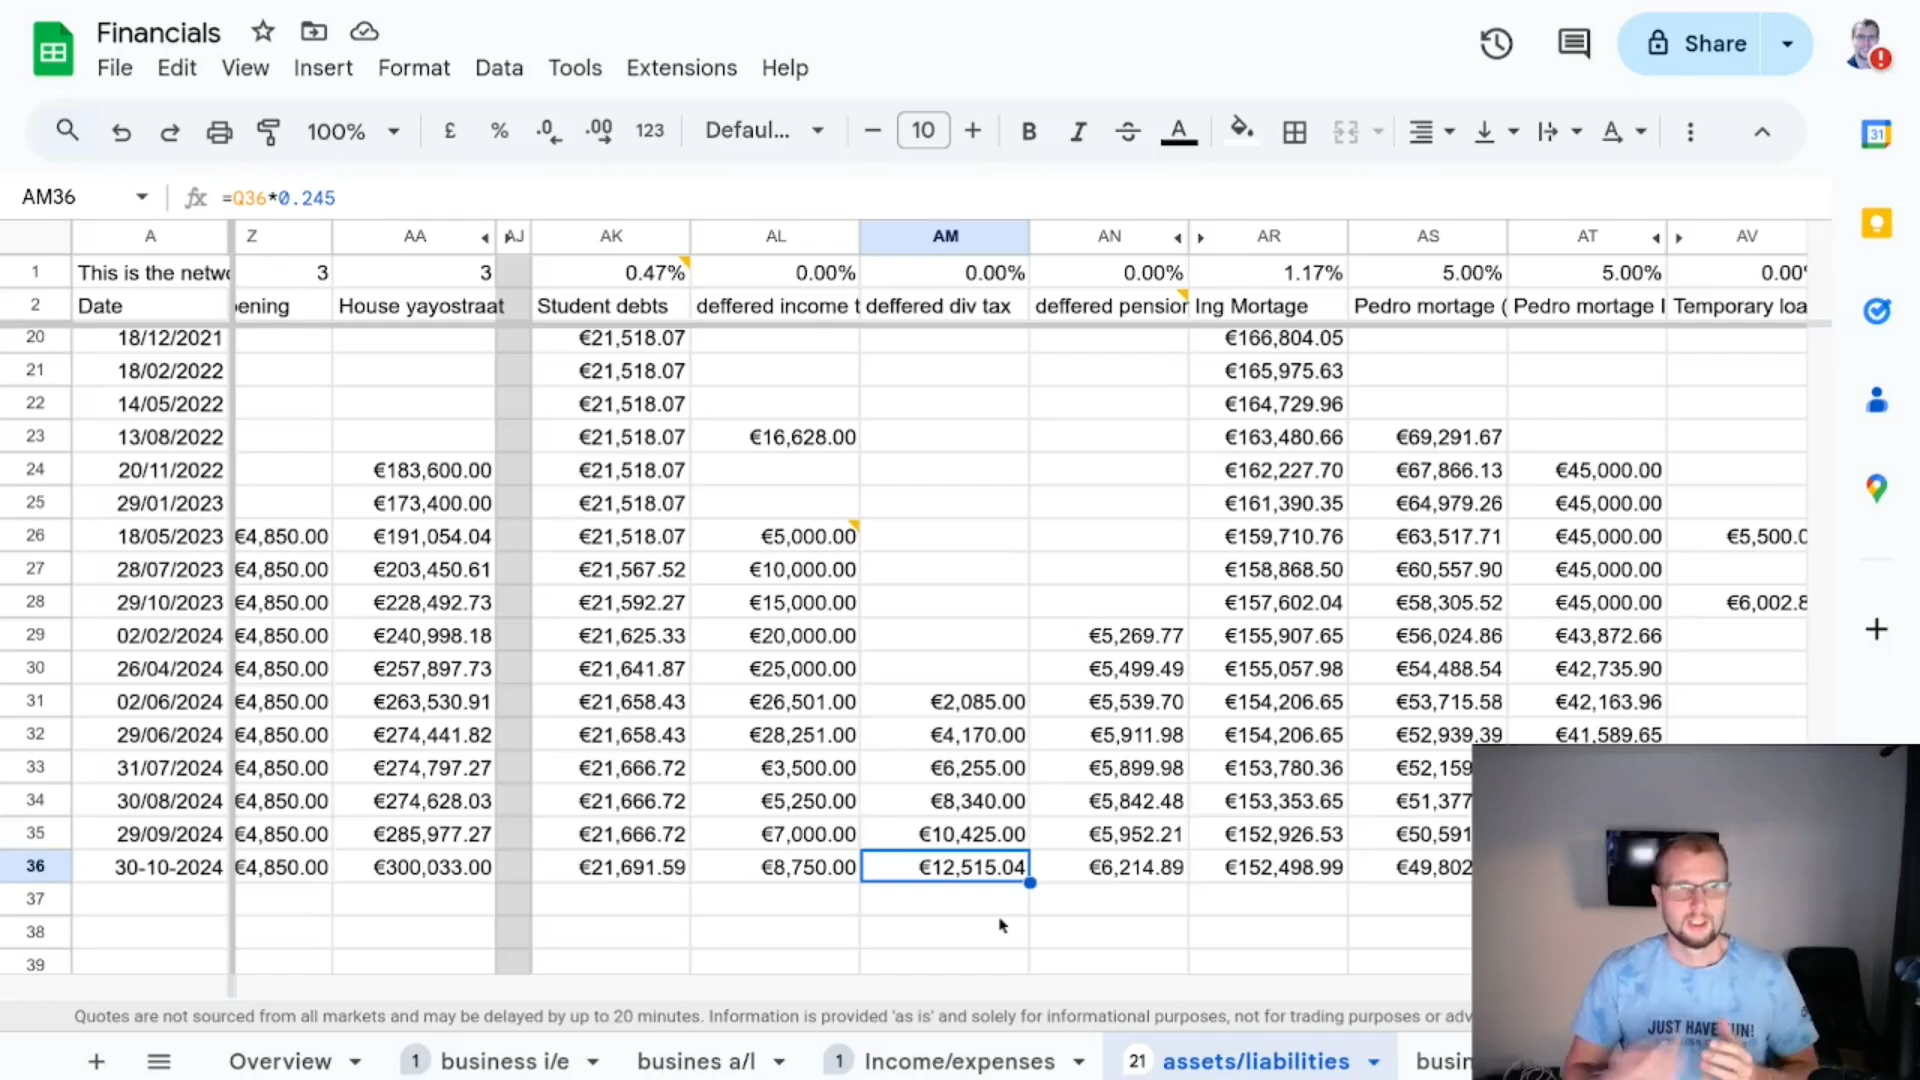 Financials
File Edit View Insert Format Data Tools Extensions Help
Share
100% £ % .0 .00 123 Defaul... − 10 + B I A
31
AM36 fx =Q36*0.245
A Z AA AJ AK AL AM AN AR AS AT AV
1 This is the netwo 3 3 0.47% 0.00% 0.00% 0.00% 1.17% 5.00% 5.00% 0.00%
2 Date ening House yayostraat Student debts deffered income t deffered div tax deffered pension Ing Mortage Pedro mortage ( Pedro mortage I Temporary loa
20 18/12/2021 €21,518.07 €166,804.05
21 18/02/2022 €21,518.07 €165,975.63
22 14/05/2022 €21,518.07 €164,729.96
23 13/08/2022 €21,518.07 €16,628.00 €163,480.66 €69,291.67
24 20/11/2022 €183,600.00 €21,518.07 €162,227.70 €67,866.13 €45,000.00
25 29/01/2023 €173,400.00 €21,518.07 €161,390.35 €64,979.26 €45,000.00
26 18/05/2023 €4,850.00 €191,054.04 €21,518.07 €5,000.00 €159,710.76 €63,517.71 €45,000.00 €5,500.0
27 28/07/2023 €4,850.00 €203,450.61 €21,567.52 €10,000.00 €158,868.50 €60,557.90 €45,000.00
28 29/10/2023 €4,850.00 €228,492.73 €21,592.27 €15,000.00 €157,602.04 €58,305.52 €45,000.00 €6,002.8
29 02/02/2024 €4,850.00 €240,998.18 €21,625.33 €20,000.00 €5,269.77 €155,907.65 €56,024.86 €43,872.66
30 26/04/2024 €4,850.00 €257,897.73 €21,641.87 €25,000.00 €5,499.49 €155,057.98 €54,488.54 €42,735.90
31 02/06/2024 €4,850.00 €263,530.91 €21,658.43 €26,501.00 €2,085.00 €5,539.70 €154,206.65 €53,715.58 €42,163.96
32 29/06/2024 €4,850.00 €274,441.82 €21,658.43 €28,251.00 €4,170.00 €5,911.98 €154,206.65 €52,939.39 €41,589.65
33 31/07/2024 €4,850.00 €274,797.27 €21,666.72 €3,500.00 €6,255.00 €5,899.98 €153,780.36 €52,159
34 30/08/2024 €4,850.00 €274,628.03 €21,666.72 €5,250.00 €8,340.00 €5,842.48 €153,353.65 €51,377
35 29/09/2024 €4,850.00 €285,977.27 €21,666.72 €7,000.00 €10,425.00 €5,952.21 €152,926.53 €50,591
36 30-10-2024 €4,850.00 €300,033.00 €21,691.59 €8,750.00 €12,515.04 €6,214.89 €152,498.99 €49,802
37
38
39
JUST HAVE FUN!
Quotes are not sourced from all markets and may be delayed by up to 20 minutes. Information is provided 'as is' and solely for informational purposes, not for trading purposes or adv
+ Overview 1 business i/e busines a/l 1 Income/expenses 21 assets/liabilities busin